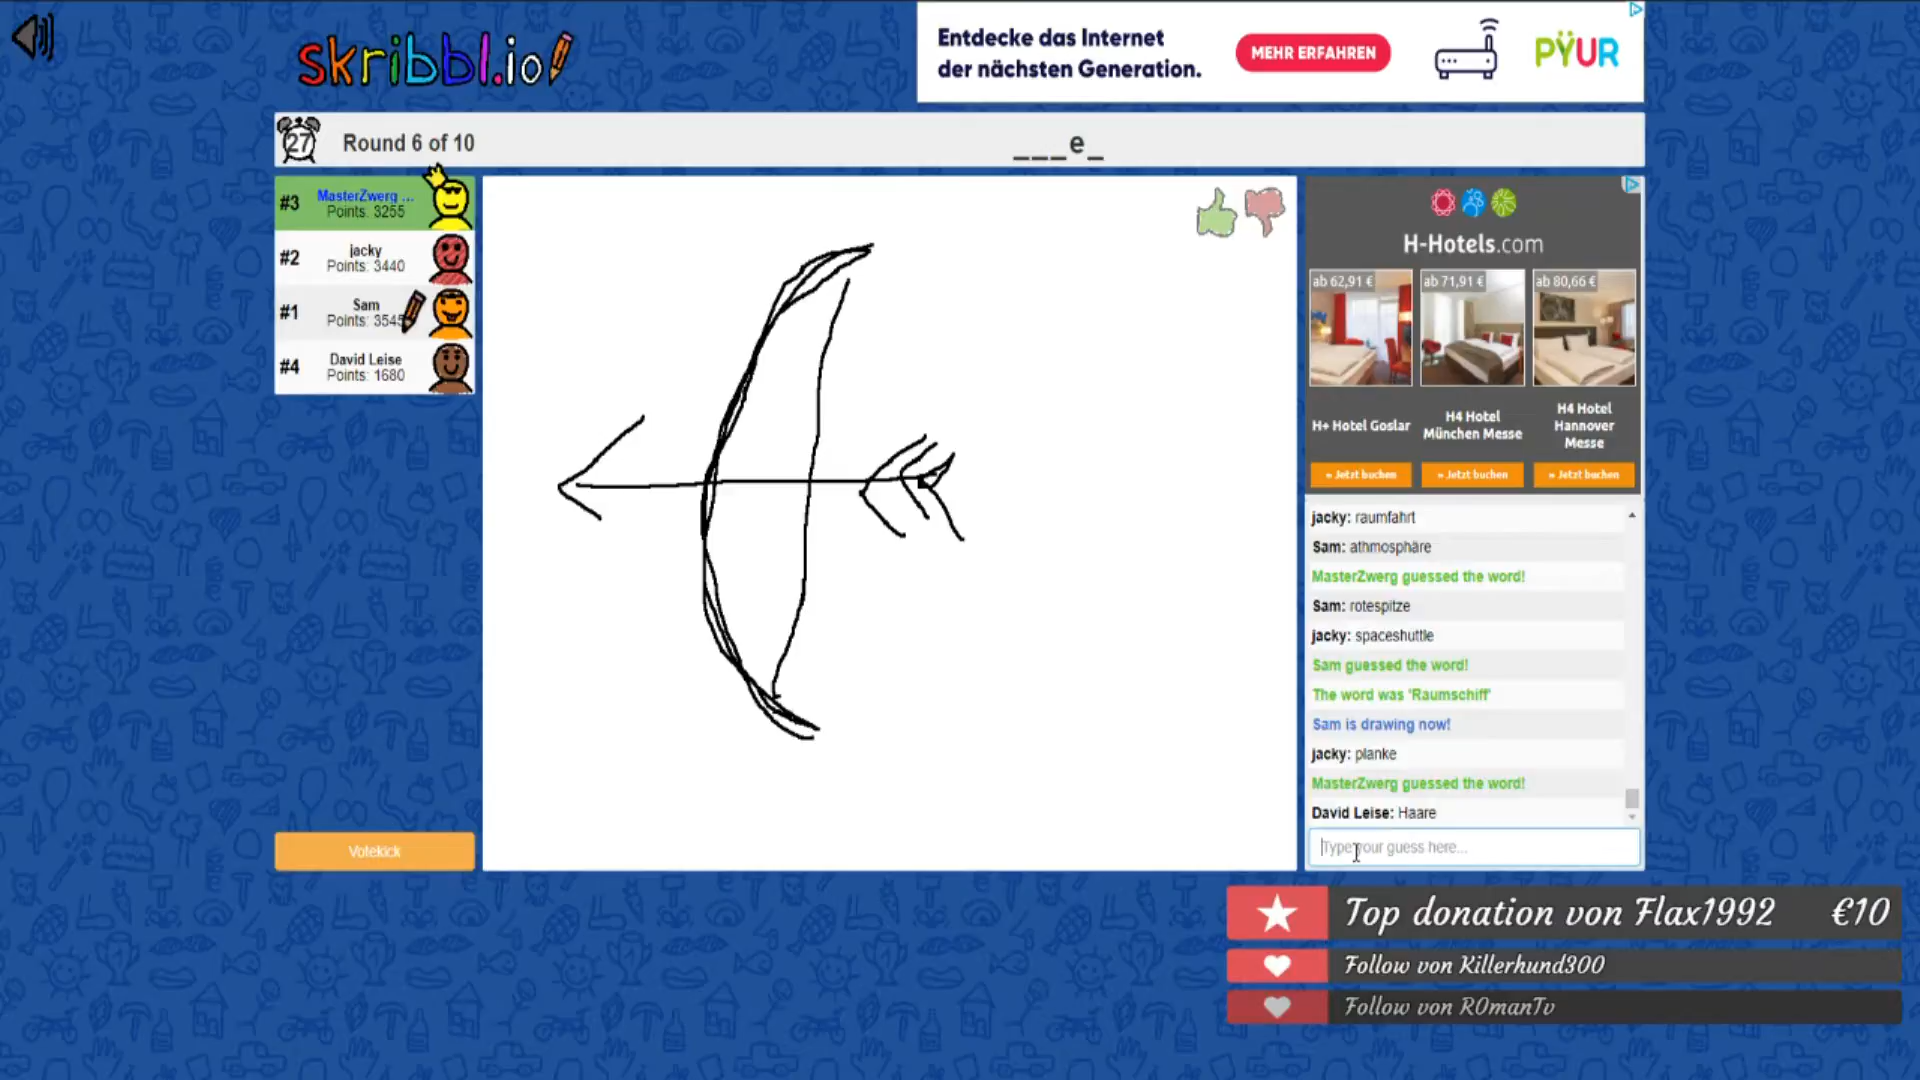 skribbl.io
Entdecke das Internet
der nächsten Generation.
MEHR ERFAHREN
PŸUR
27
Round 6 of 10
___e_
#3
MasterZwerg ...
Points: 3255
#2
jacky
Points: 3440
#1
Sam
Points: 3545
#4
David Leise
Points: 1680
Votekick
H-Hotels.com
ab 62,91 €
ab 71,91 €
ab 80,66 €
H+ Hotel Goslar
H4 Hotel
München Messe
H4 Hotel
Hannover
Messe
» Jetzt buchen
» Jetzt buchen
» Jetzt buchen
jacky: raumfahrt
Sam: athmosphäre
MasterZwerg guessed the word!
Sam: rotespitze
jacky: spaceshuttle
Sam guessed the word!
The word was 'Raumschiff'
Sam is drawing now!
jacky: planke
MasterZwerg guessed the word!
David Leise: Haare
Type your guess here...
Top donation von Flax1992 €10
Follow von Killerhund300
Follow von R0manTv